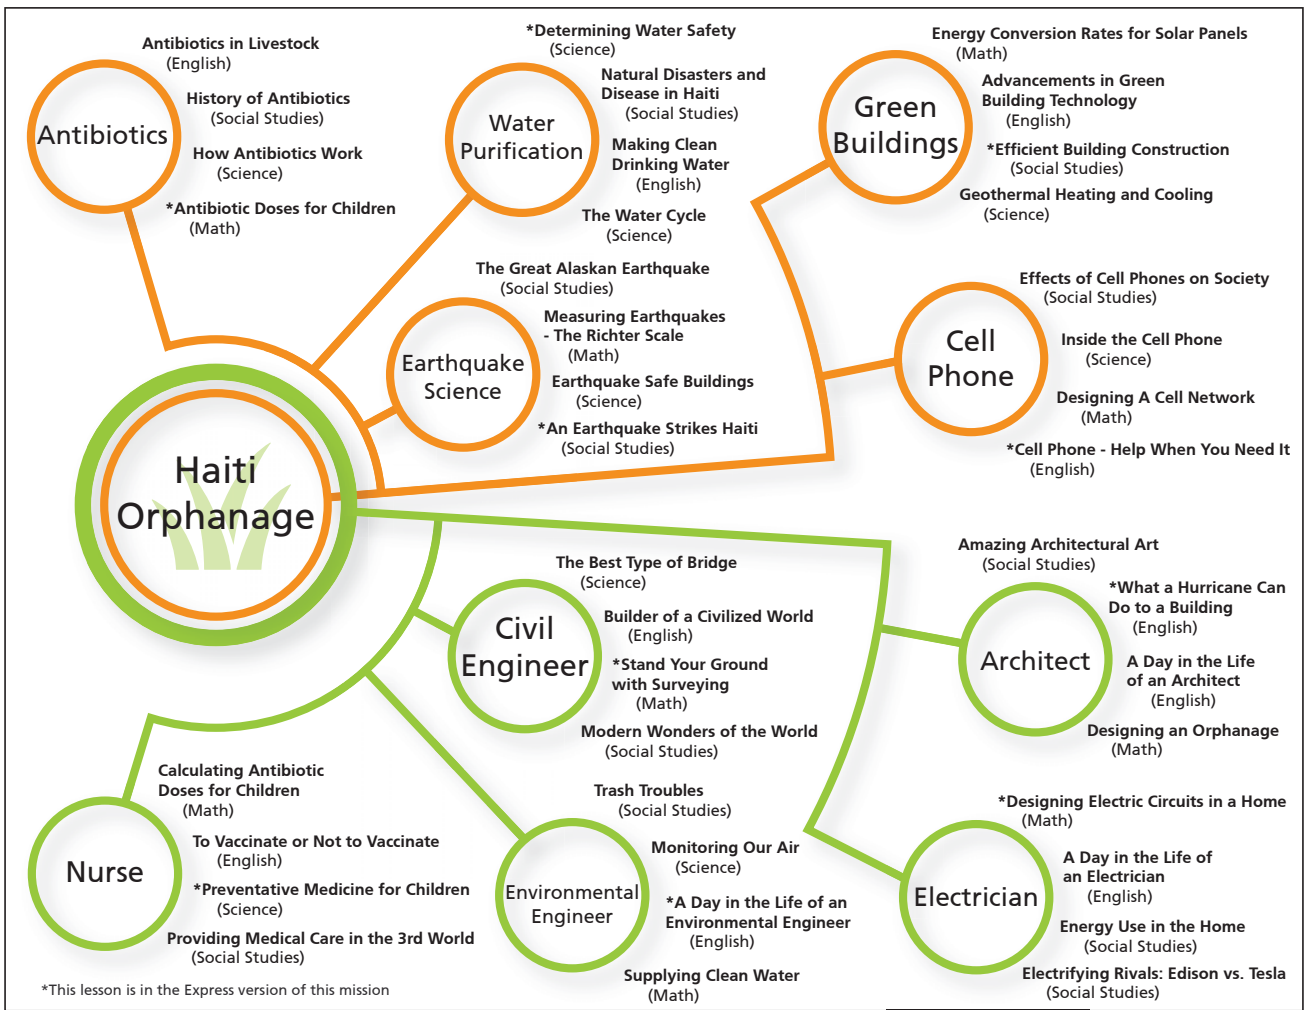 Antibiotics
Antibiotics in Livestock
(English)
History of Antibiotics
(Social Studies)
How Antibiotics Work
(Science)
*Antibiotic Doses for Children
(Math)
Water
Purification
*Determining Water Safety
(Science)
Natural Disasters and
Disease in Haiti
(Social Studies)
Making Clean
Drinking Water
(English)
The Water Cycle
(Science)
Green
Buildings
Energy Conversion Rates for Solar Panels
(Math)
Advancements in Green
Building Technology
(English)
*Efficient Building Construction
(Social Studies)
Geothermal Heating and Cooling
(Science)
Earthquake
Science
The Great Alaskan Earthquake
(Social Studies)
Measuring Earthquakes
- The Richter Scale
(Math)
Earthquake Safe Buildings
(Science)
*An Earthquake Strikes Haiti
(Social Studies)
Cell
Phone
Effects of Cell Phones on Society
(Social Studies)
Inside the Cell Phone
(Science)
Designing A Cell Network
(Math)
*Cell Phone - Help When You Need It
(English)
Haiti
Orphanage
Civil
Engineer
The Best Type of Bridge
(Science)
Builder of a Civilized World
(English)
*Stand Your Ground
with Surveying
(Math)
Modern Wonders of the World
(Social Studies)
Architect
Amazing Architectural Art
(Social Studies)
*What a Hurricane Can
Do to a Building
(English)
A Day in the Life
of an Architect
(English)
Designing an Orphanage
(Math)
Nurse
Calculating Antibiotic
Doses for Children
(Math)
To Vaccinate or Not to Vaccinate
(English)
*Preventative Medicine for Children
(Science)
Providing Medical Care in the 3rd World
(Social Studies)
Environmental
Engineer
Trash Troubles
(Social Studies)
Monitoring Our Air
(Science)
*A Day in the Life of an
Environmental Engineer
(English)
Supplying Clean Water
(Math)
Electrician
*Designing Electric Circuits in a Home
(Math)
A Day in the Life of
an Electrician
(English)
Energy Use in the Home
(Social Studies)
Electrifying Rivals: Edison vs. Tesla
(Social Studies)
*This lesson is in the Express version of this mission